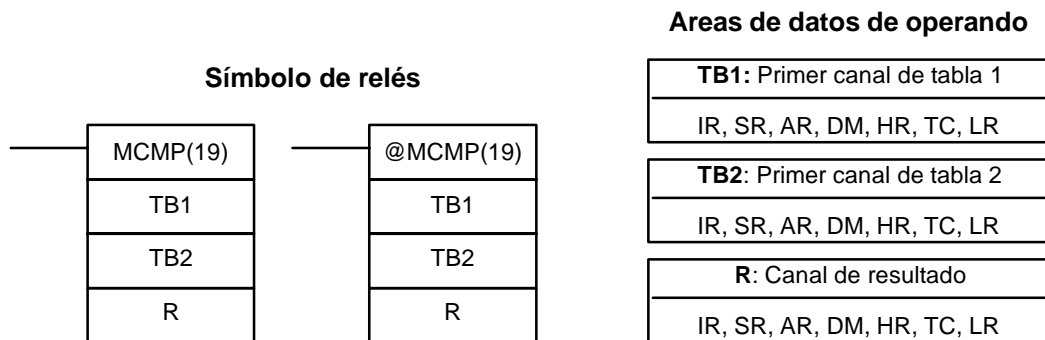 Símbolo de relés
MCMP(19)
TB1
TB2
R
@MCMP(19)
TB1
TB2
R
Areas de datos de operando
TB1: Primer canal de tabla 1
IR, SR, AR, DM, HR, TC, LR
TB2: Primer canal de tabla 2
IR, SR, AR, DM, HR, TC, LR
R: Canal de resultado
IR, SR, AR, DM, HR, TC, LR